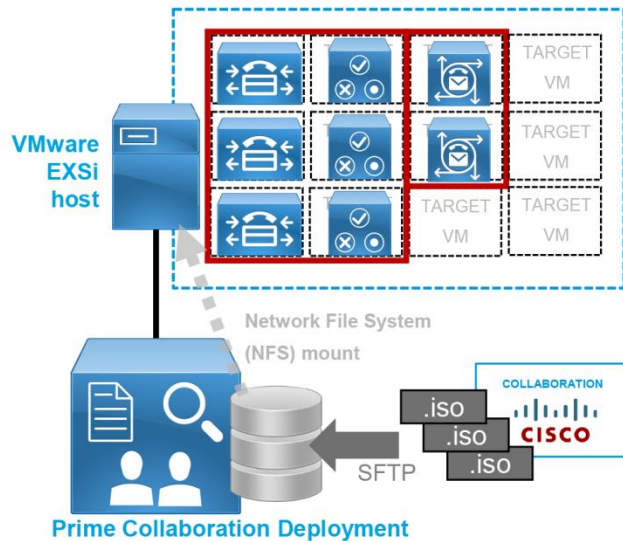 TARGET
VM
VMware
EXSi
host
TARGET
VM
TARGET
VM
TARGET
VM
Network File System
(NFS) mount
COLLABORATION
CISCO
.iso
.iso
.iso
SFTP
Prime Collaboration Deployment